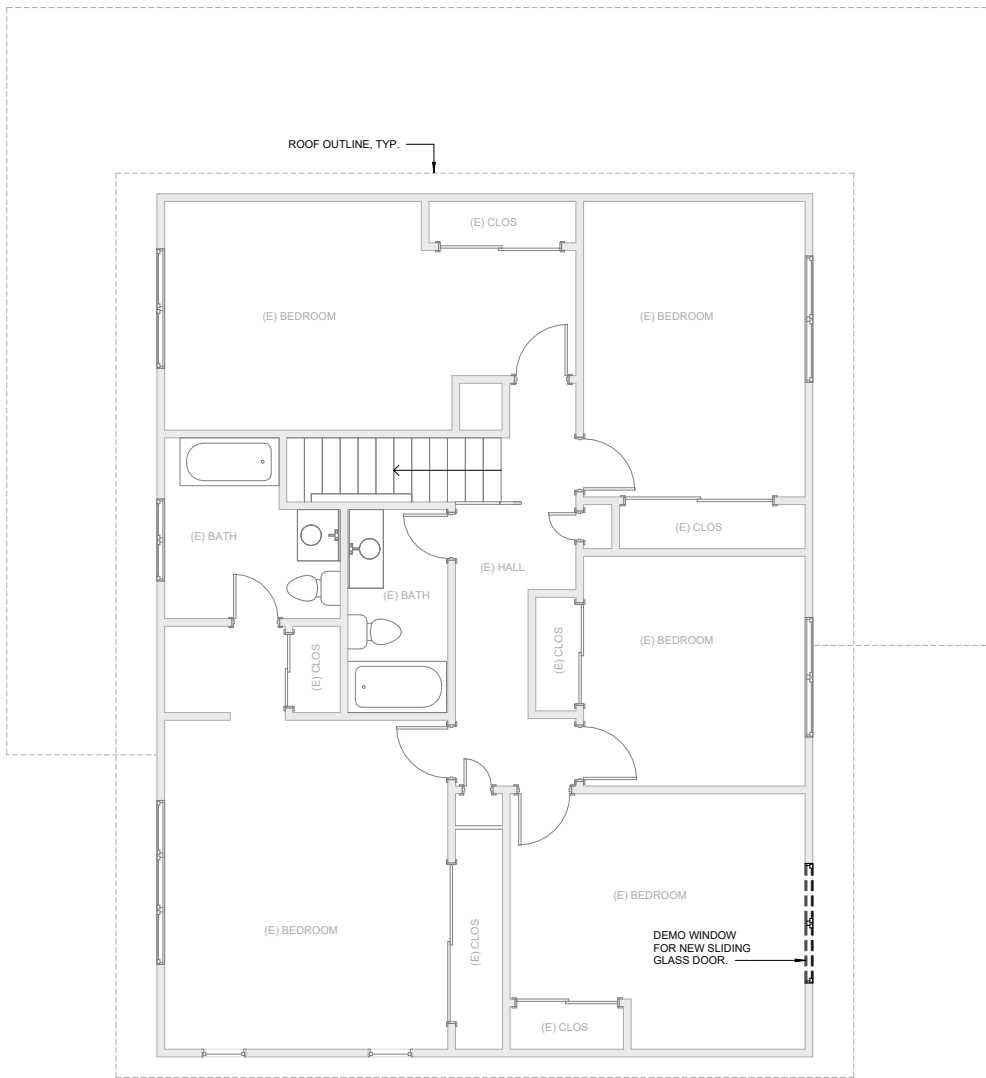 ROOF OUTLINE, TYP.
(E) CLOS
(E) BEDROOM
(E) BEDROOM
(E) CLOS
(E) BATH
(E) HALL
(E) BATH
(E) BEDROOM
(E) CLOS
(E) CLOS
(E) BEDROOM
(E) BEDROOM
(E) CLOS
DEMO WINDOW
FOR NEW SLIDING
GLASS DOOR.
(E) CLOS